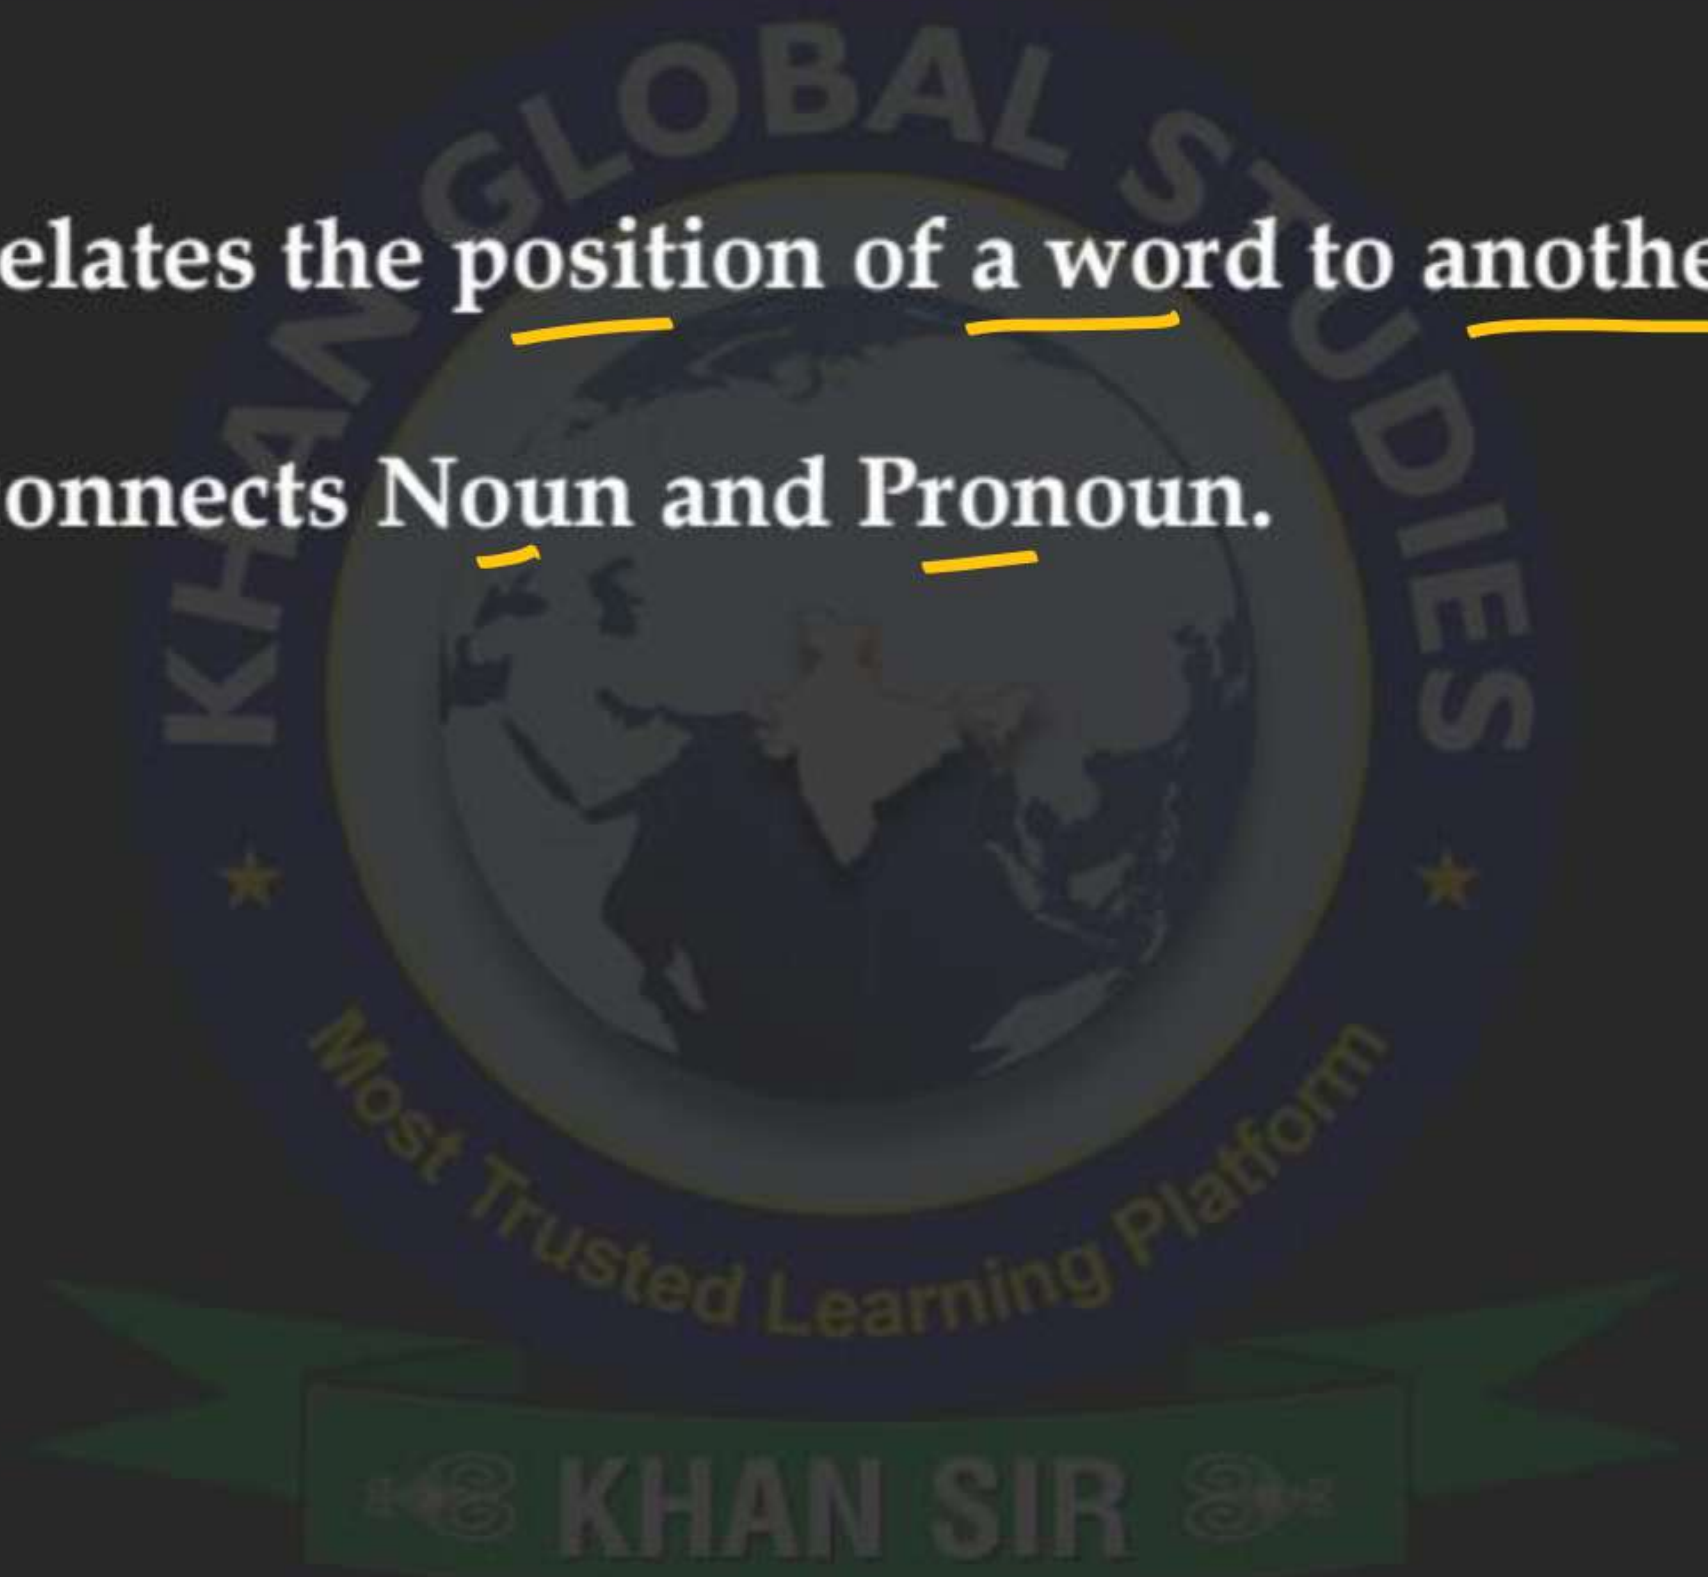 KHAN GLOBAL STUDIES
elates the position of a word to anothe
onnects Noun and Pronoun.
Most Trusted Learning Platform
KHAN SIR